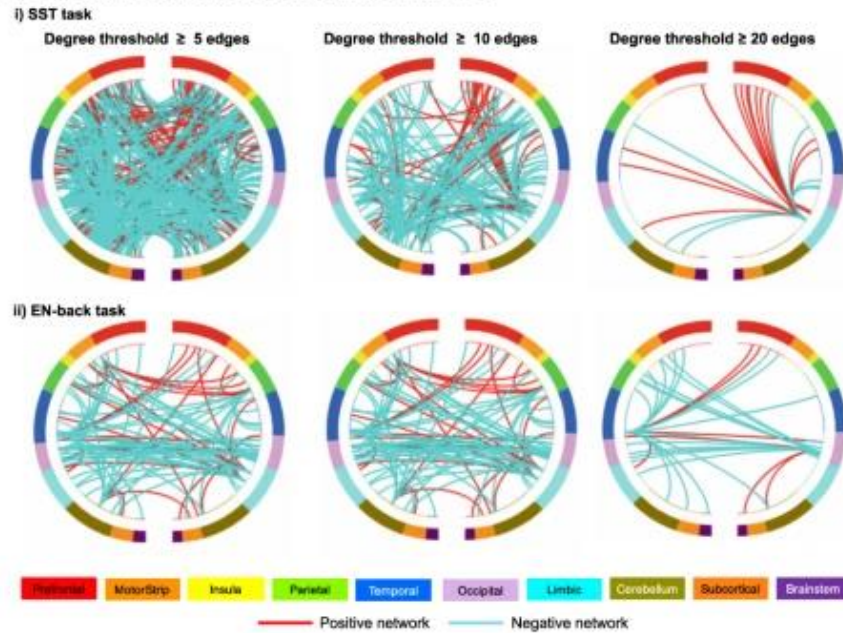 i) SST task
Degree threshold ≥ 5 edges
Degree threshold ≥ 10 edges
Degree threshold ≥ 20 edges
ii) EN-back task
Prefrontal
MotorStrip
Insula
Parietal
Temporal
Occipital
Limbic
Cerebellum
Subcortical
Brainstem
Positive network
Negative network